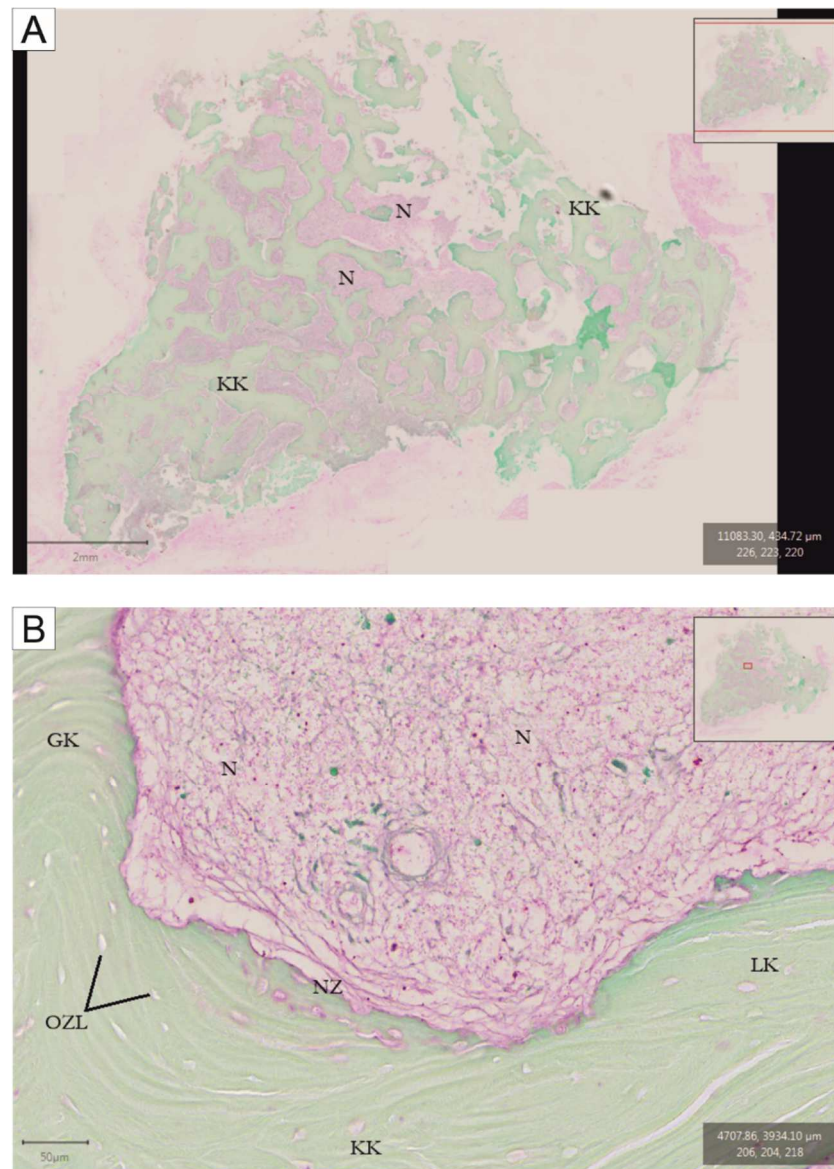 A
N
KK
N
KK
2mm
11083.30, 434.72 µm
226, 223, 220
B
GK
N
N
LK
NZ
OZL
KK
50µm
4707.86, 3934.10 µm
206, 204, 218